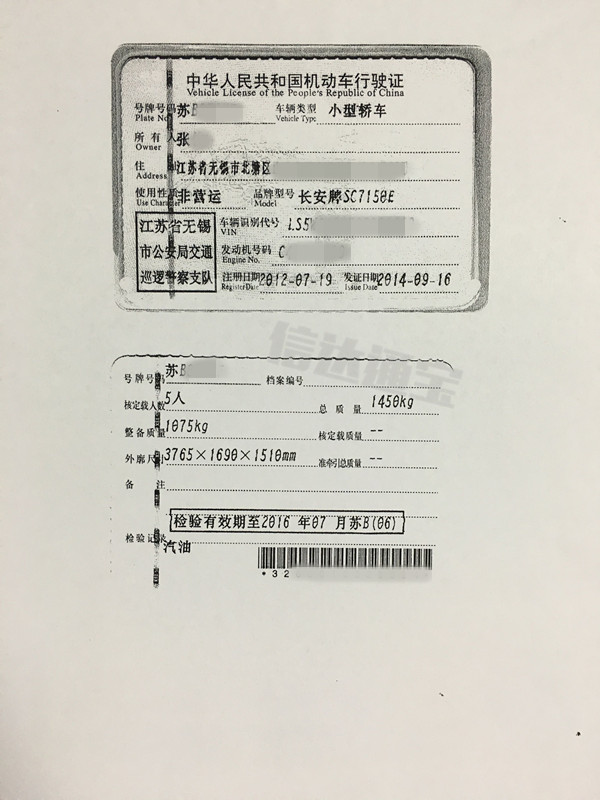 中华人民共和国机动车行驶证
Vehicle License of the People's Republic of China
号牌号码 苏B 车辆类型 小型轿车
Plate No. Vehicle Type
所有人 张
Owner
住 江苏省无锡市北塘区
Address
使用性质 非营运 品牌型号 长安牌SC7150E
Use Character Model
江苏省无锡 车辆识别代号 LS5
VIN
市公安局交通 发动机号码 C
Engine No.
巡逻警察支队 注册日期 2012-07-19 发证日期 2014-09-16
Register Date Issue Date
信达通宝
号牌号码 苏B 档案编号
核定载人数 5人 总质量 1450kg
整备质量 1075kg 核定载质量 --
外廓尺寸 3765×1690×1510mm 准牵引总质量 --
备 注
检验有效期至2016 年07 月苏B(06)
检验记录 汽油
*32